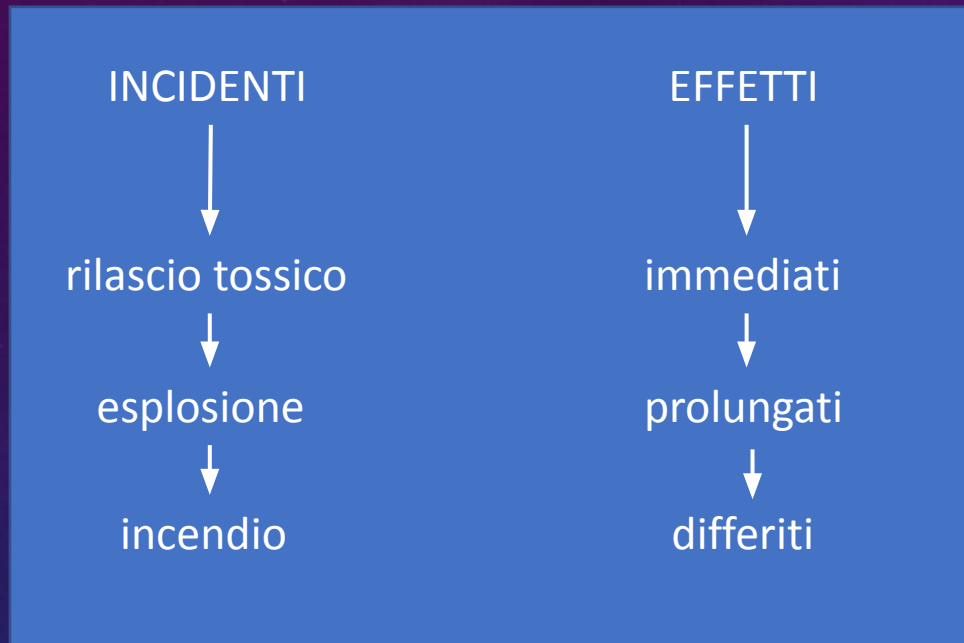 INCIDENTI
rilascio tossico
esplosione
incendio
EFFETTI
immediati
prolungati
differiti